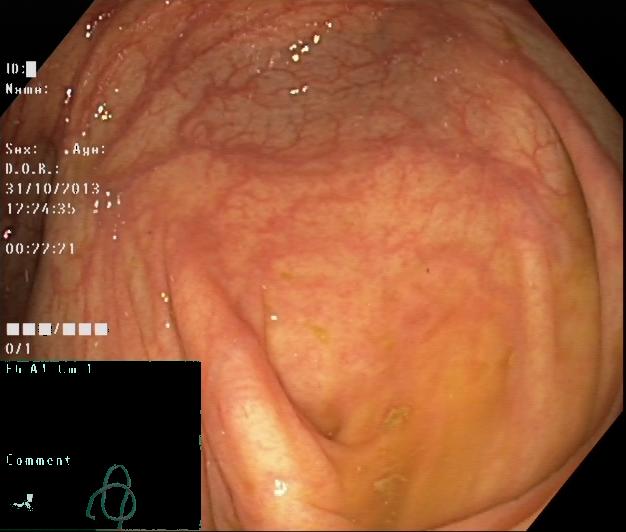 ID:
Name:
Sex: Age:
D.O.B.:
31/10/2013
12:24:35
00:22:21
0/1
Comment